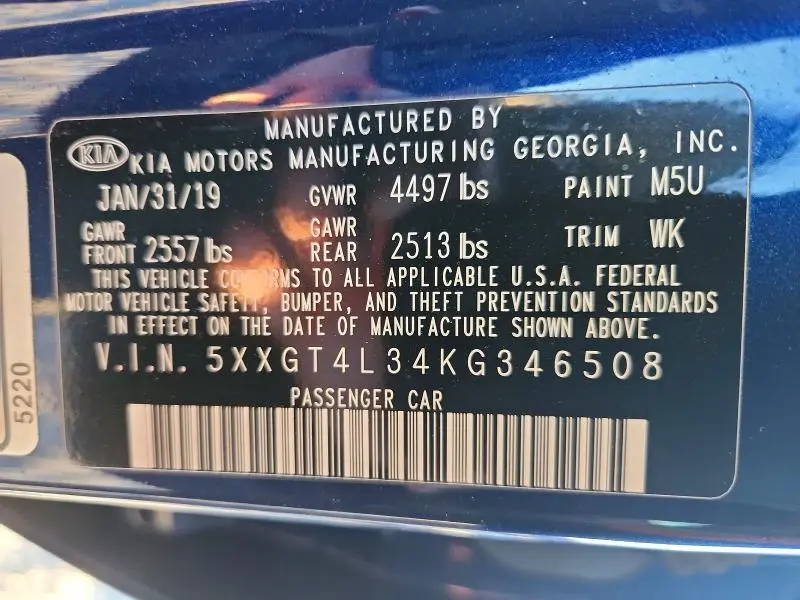 MANUFACTURED BY
KIA KIA MOTORS MANUFACTURING GEORGIA, INC.
JAN/31/19 GVWR 4497 lbs PAINT M5U
GAWR FRONT 2557 lbs GAWR REAR 2513 lbs TRIM WK
THIS VEHICLE CONFORMS TO ALL APPLICABLE U.S.A. FEDERAL
MOTOR VEHICLE SAFETY, BUMPER, AND THEFT PREVENTION STANDARDS
IN EFFECT ON THE DATE OF MANUFACTURE SHOWN ABOVE.
V.I.N. 5XXGT4L34KG346508
PASSENGER CAR
5220